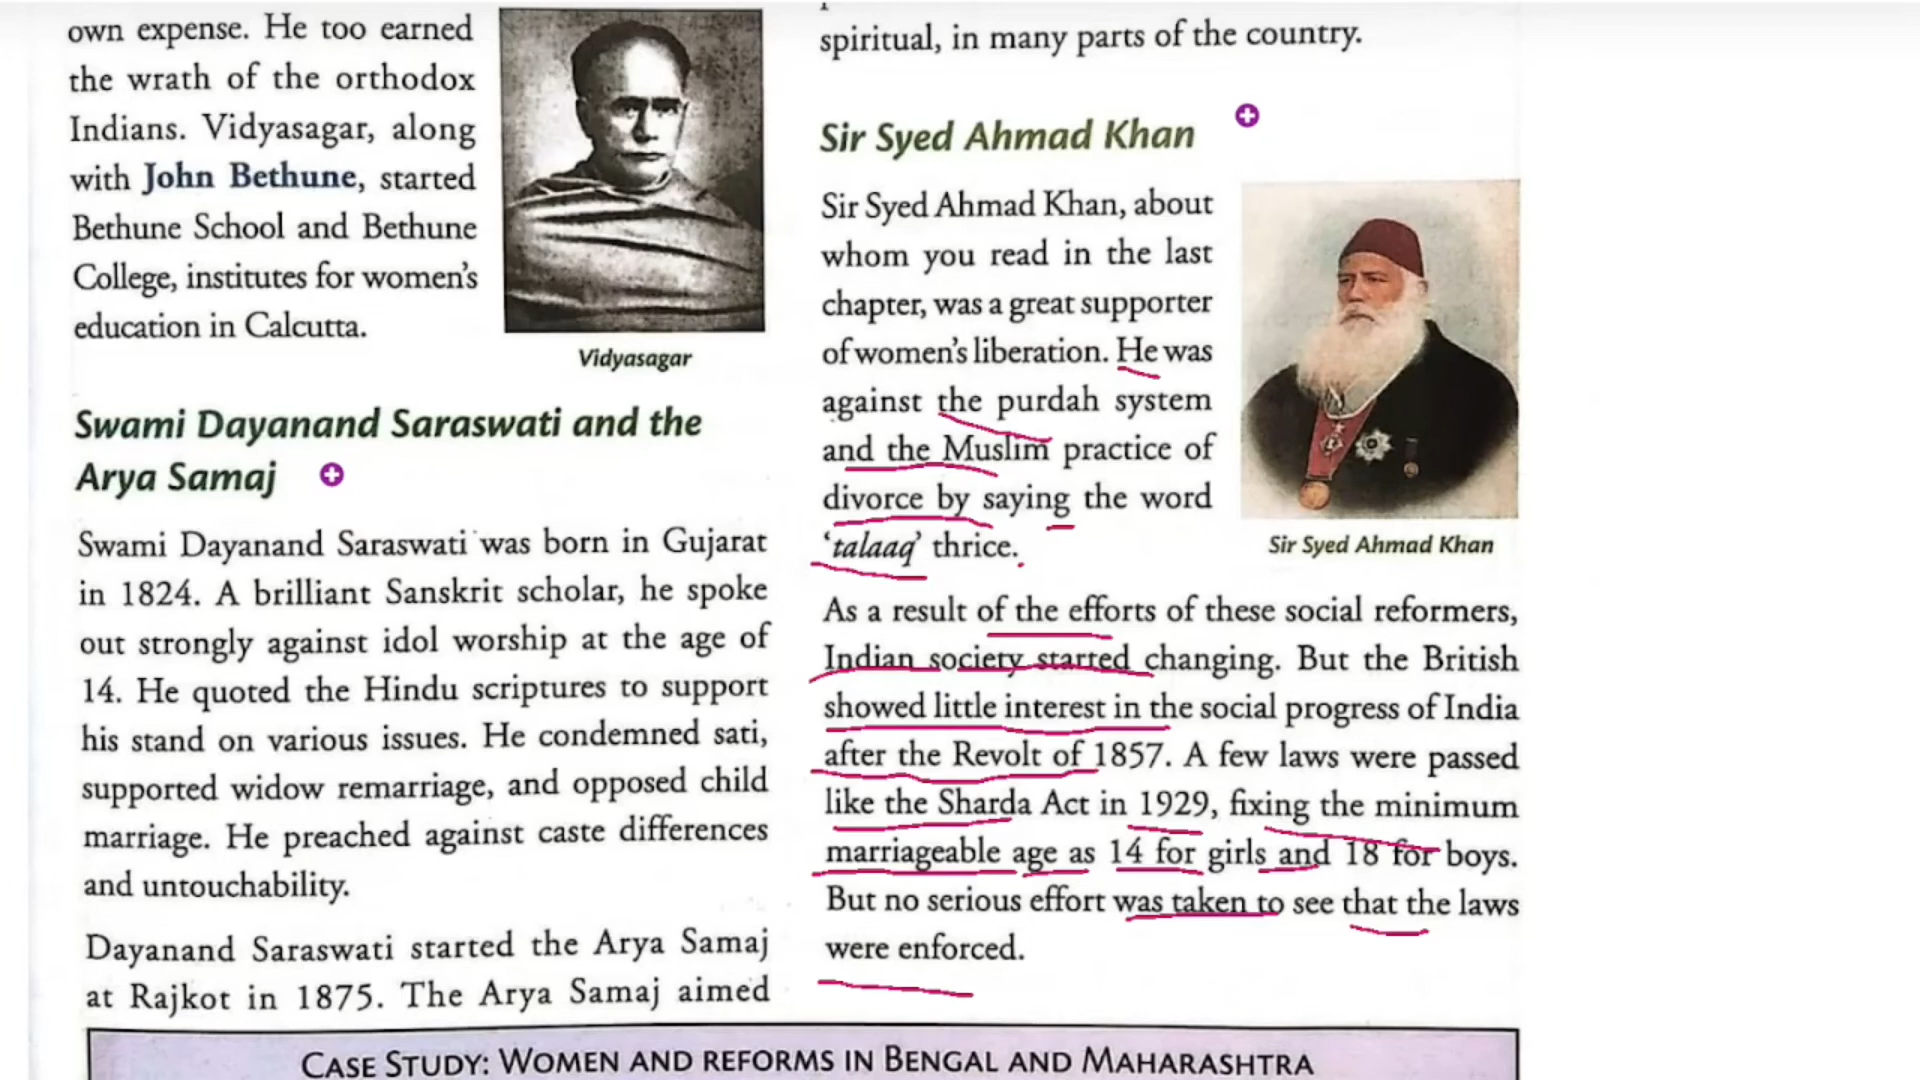 own expense. He too earned
the wrath of the orthodox
Indians. Vidyasagar, along
with John Bethune, started
Bethune School and Bethune
College, institutes for women's
education in Calcutta.
Vidyasagar
Swami Dayanand Saraswati and the
Arya Samaj
Swami Dayanand Saraswati was born in Gujarat
in 1824. A brilliant Sanskrit scholar, he spoke
out strongly against idol worship at the age of
14. He quoted the Hindu scriptures to support
his stand on various issues. He condemned sati,
supported widow remarriage, and opposed child
marriage. He preached against caste differences
and untouchability.
Dayanand Saraswati started the Arya Samaj
at Rajkot in 1875. The Arya Samaj aimed
spiritual, in many parts of the country.
Sir Syed Ahmad Khan
Sir Syed Ahmad Khan, about
whom you read in the last
chapter, was a great supporter
of women's liberation. He was
against the purdah system
and the Muslim practice of
divorce by saying the word
'talaaq' thrice.
Sir Syed Ahmad Khan
As a result of the efforts of these social reformers,
Indian society started changing. But the British
showed little interest in the social progress of India
after the Revolt of 1857. A few laws were passed
like the Sharda Act in 1929, fixing the minimum
marriageable age as 14 for girls and 18 for boys.
But no serious effort was taken to see that the laws
were enforced.
CASE STUDY: WOMEN AND REFORMS IN BENGAL AND MAHARASHTRA